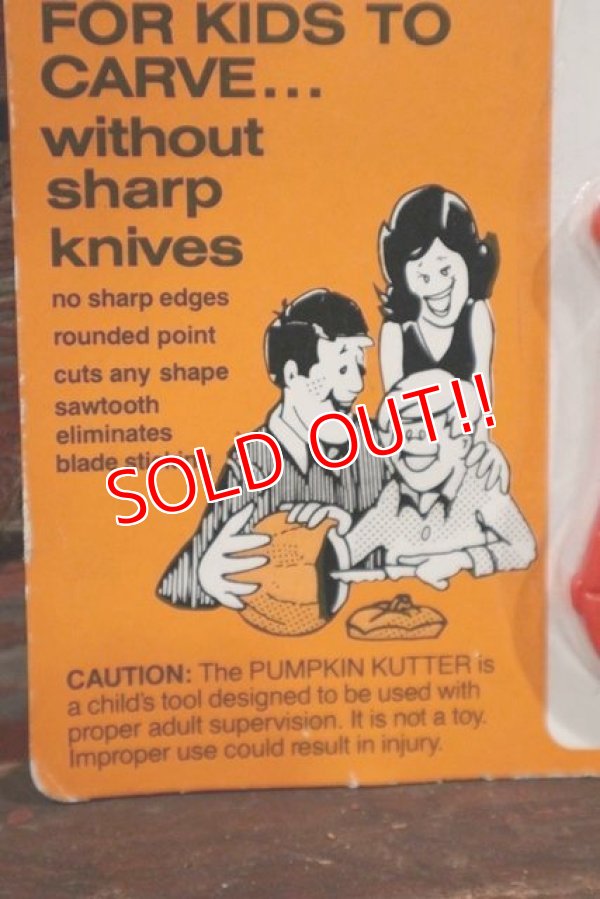 FOR KIDS TO
CARVE...
without
sharp
knives
no sharp edges
rounded point
cuts any shape
sawtooth
eliminates
blade sticking
SOLD OUT!!
CAUTION: The PUMPKIN KUTTER is
a child's tool designed to be used with
proper adult supervision. It is not a toy.
Improper use could result in injury.